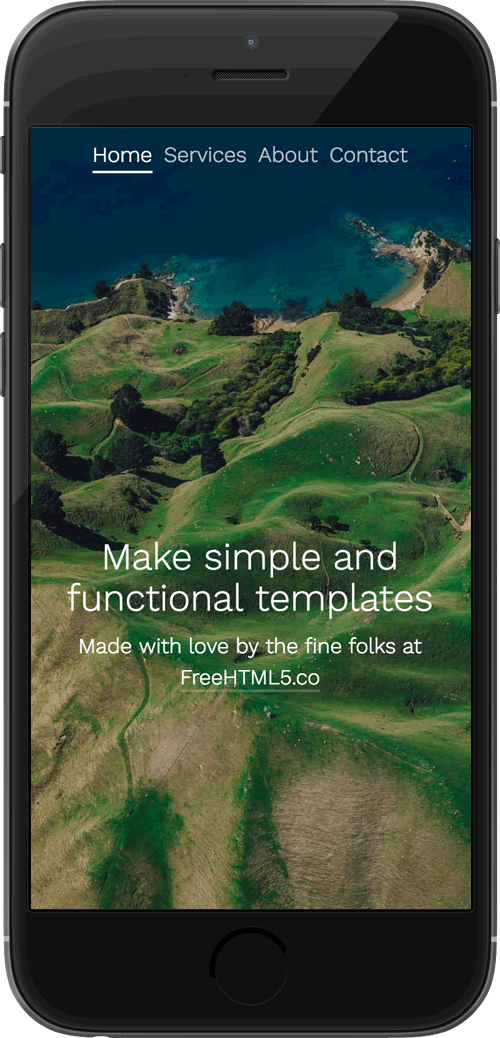 Home Services About Contact
Make simple and
functional templates
Made with love by the fine folks at
FreeHTML5.co